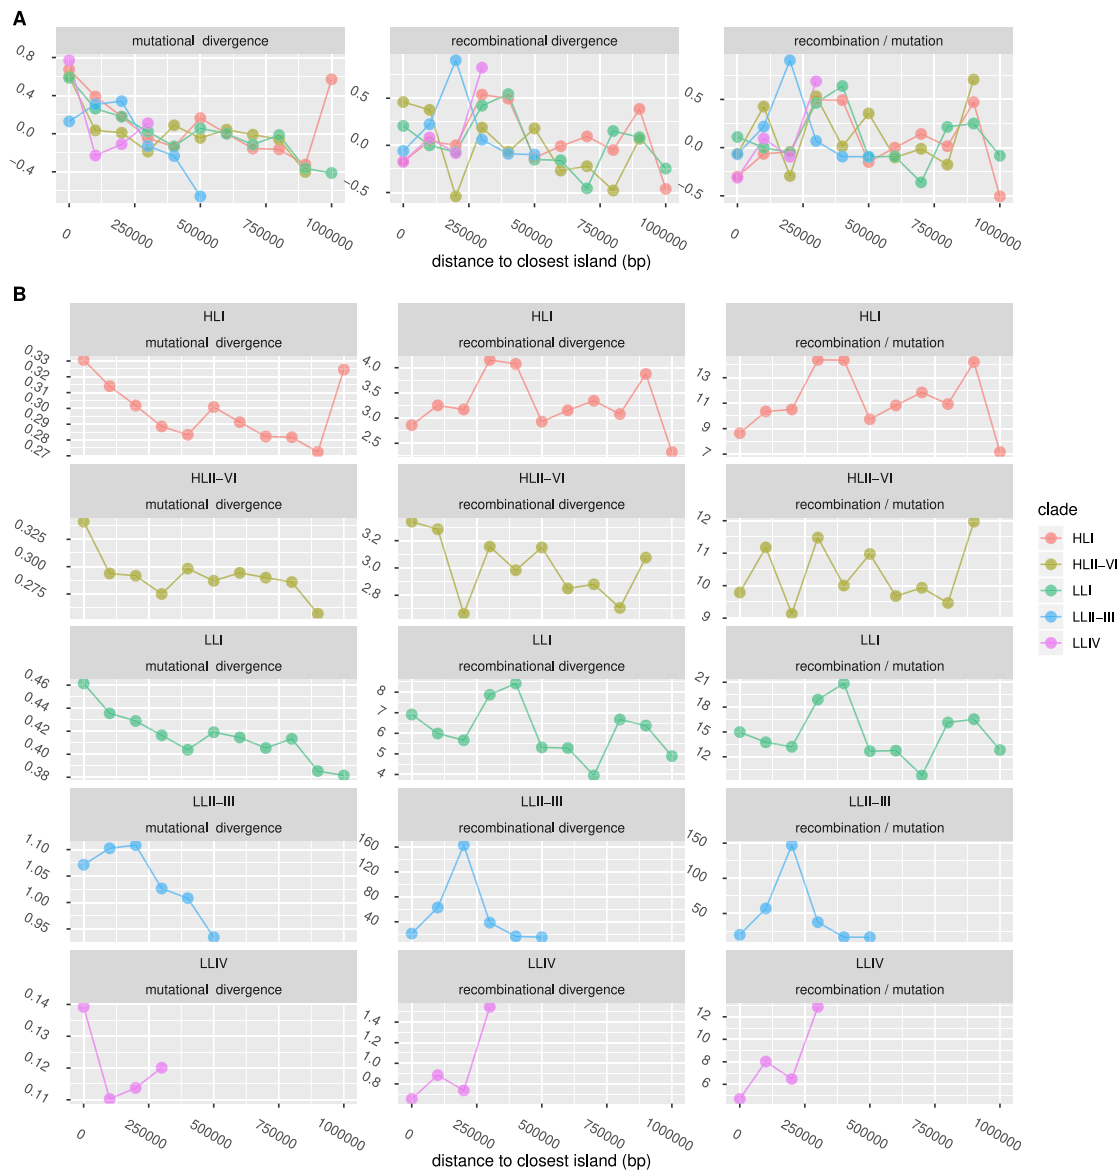 A
mutational divergence
recombinational divergence
recombination / mutation
0.8
0.4
0.0
−0.4
0.5
0.0
−0.5
0.5
0.0
−0.5
0
250000
500000
750000
1000000
0
250000
500000
750000
1000000
0
250000
500000
750000
1000000
distance to closest island (bp)
B
HLI
mutational divergence
HLI
recombinational divergence
HLI
recombination / mutation
0.33
0.32
0.31
0.30
0.29
0.28
0.27
4.0
3.5
3.0
2.5
13
11
9
7
HLII−VI
mutational divergence
HLII−VI
recombinational divergence
HLII−VI
recombination / mutation
0.325
0.300
0.275
3.2
3.0
2.8
12
11
10
9
LLI
mutational divergence
LLI
recombinational divergence
LLI
recombination / mutation
0.46
0.44
0.42
0.40
0.38
8
7
6
5
4
21
18
15
12
LLII−III
mutational divergence
LLII−III
recombinational divergence
LLII−III
recombination / mutation
1.10
1.05
1.00
0.95
160
120
80
40
150
100
50
LLIV
mutational divergence
LLIV
recombinational divergence
LLIV
recombination / mutation
0.14
0.13
0.12
0.11
1.4
1.2
1.0
0.8
12
10
8
6
0
250000
500000
750000
1000000
0
250000
500000
750000
1000000
0
250000
500000
750000
1000000
distance to closest island (bp)
clade
HLI
HLII−VI
LLI
LLII−III
LLIV